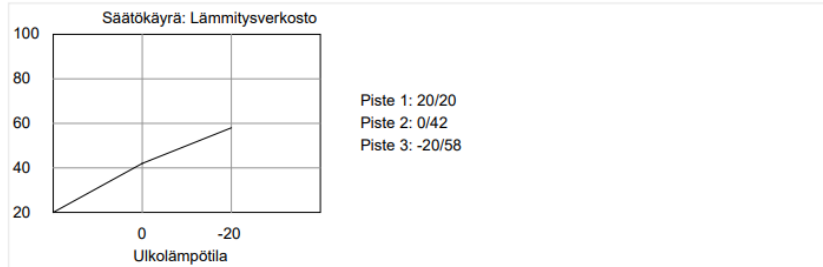 Säätökäyrä: Lämmitysverkosto
100
80
60
40
20
0 -20
Ulkolämpötila
Piste 1: 20/20
Piste 2: 0/42
Piste 3: -20/58